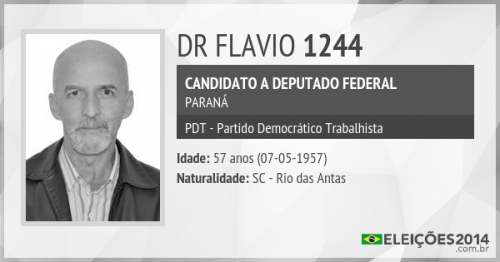 DR FLAVIO 1244
CANDIDATO A DEPUTADO FEDERAL
PARANÁ
PDT - Partido Democrático Trabalhista
Idade: 57 anos (07-05-1957)
Naturalidade: SC - Rio das Antas
ELEIÇÕES2014
.com.br